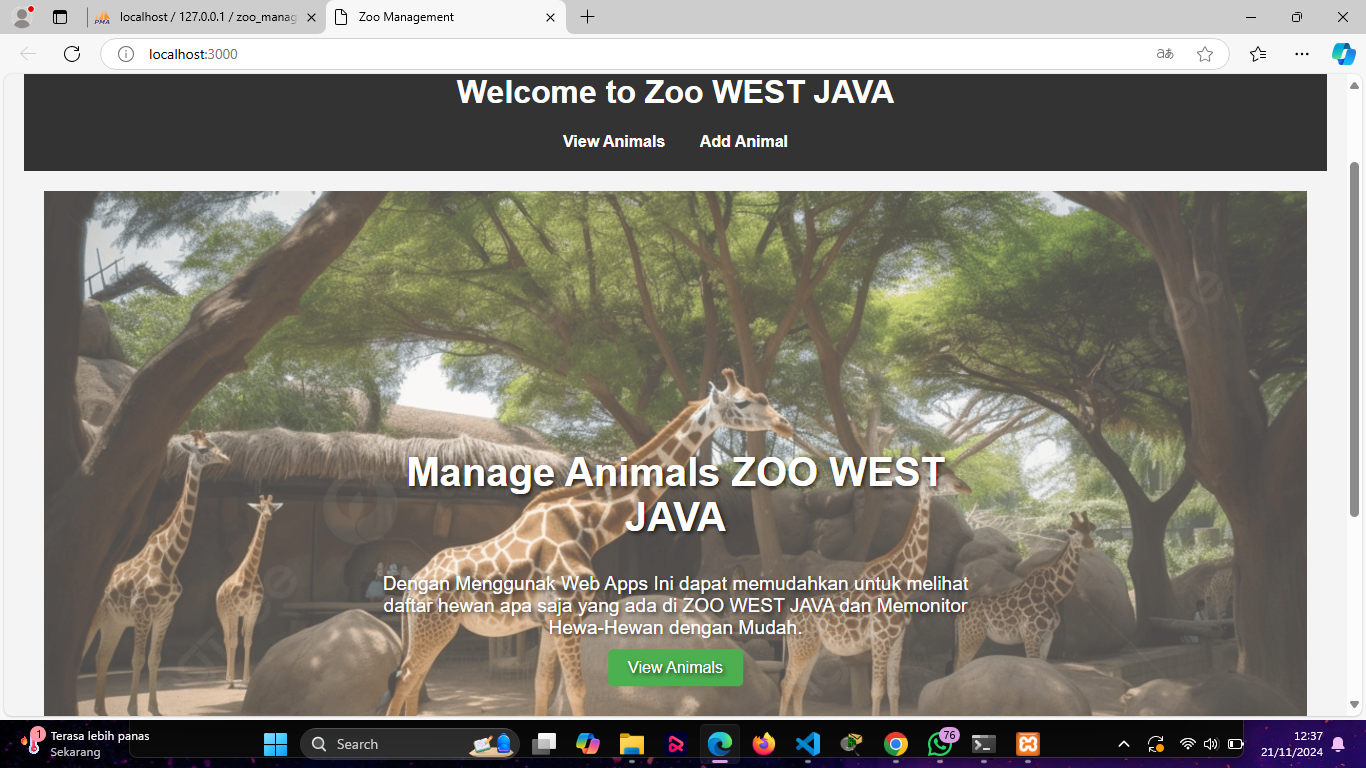 localhost / 127.0.0.1 / zoo_manag
Zoo Management
localhost:3000
Welcome to Zoo WEST JAVA
View Animals
Add Animal
Manage Animals ZOO WEST
JAVA
Dengan Menggunak Web Apps Ini dapat memudahkan untuk melihat
daftar hewan apa saja yang ada di ZOO WEST JAVA dan Memonitor
Hewa-Hewan dengan Mudah.
View Animals
1
Terasa lebih panas
Sekarang
Search
76
12:37
21/11/2024